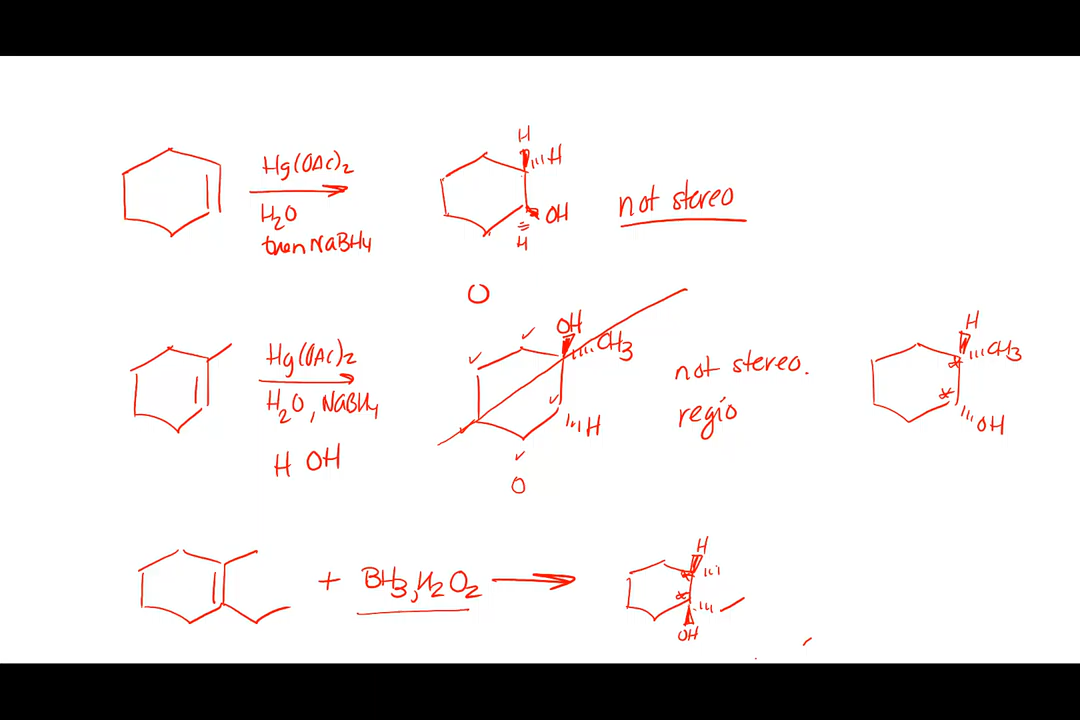 Hg(OAc)2
H2O
then NaBH4
H
H
OH
H
not stereo
O
Hg(OAc)2
H2O, NaBH4
H OH
OH
CH3
H
O
not stereo.
regio
H
CH3
OH
+ BH3, H2O2
H
OH